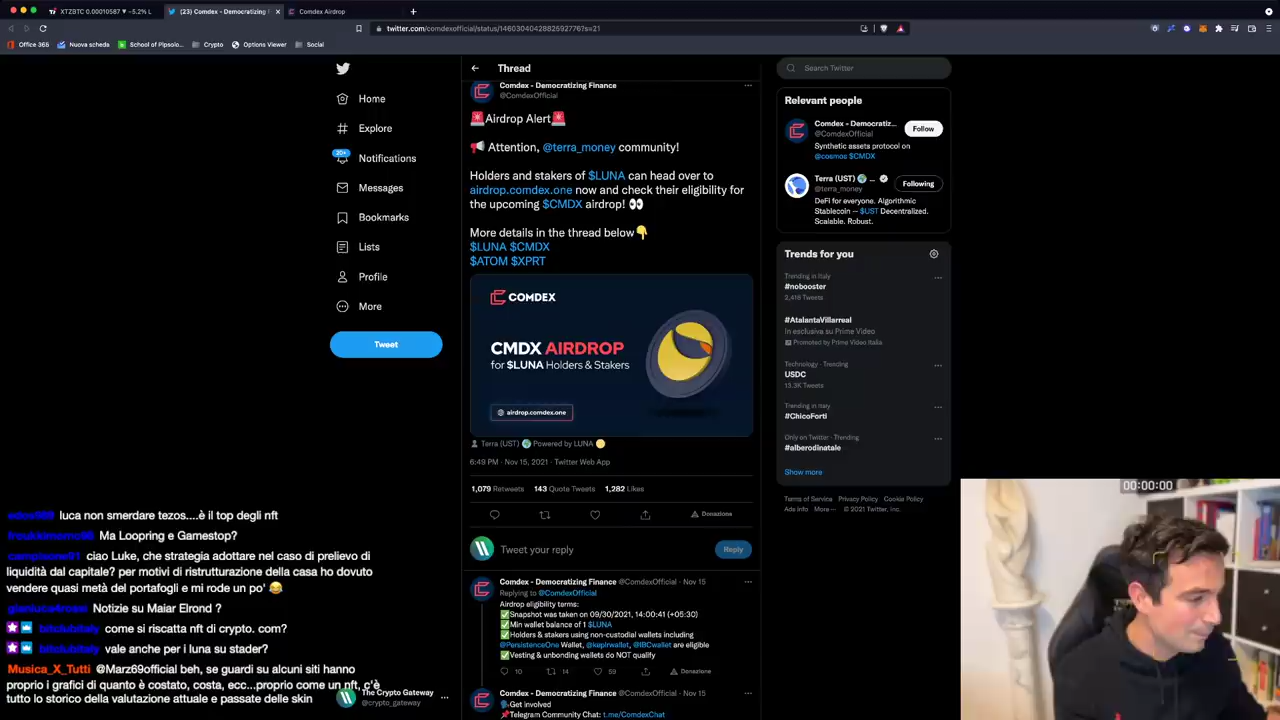 XTZBTC 0.00010587 ▼ -5.2% L
(23) Comdex - Democratizing
Comdex Airdrop
twitter.com/comdexofficial/status/1460304042882592776?s=21
Office 365
Nuova scheda
School of Pipsolo...
Crypto
Options Viewer
Social
Home
Explore
20+
Notifications
Messages
Bookmarks
Lists
Profile
More
Tweet
Thread
Comdex - Democratizing Finance
@ComdexOfficial
🚨Airdrop Alert🚨
📢 Attention, @terra_money community!
Holders and stakers of $LUNA can head over to
airdrop.comdex.one now and check their eligibility for
the upcoming $CMDX airdrop! 👀
More details in the thread below👇
$LUNA $CMDX
$ATOM $XPRT
COMDEX
CMDX AIRDROP
for $LUNA Holders & Stakers
airdrop.comdex.one
Terra (UST) 🌍 Powered by LUNA 🌕
6:49 PM · Nov 15, 2021 · Twitter Web App
1,079 Retweets 143 Quote Tweets 1,282 Likes
Donazione
Tweet your reply
Reply
Comdex - Democratizing Finance @ComdexOfficial · Nov 15
Replying to @ComdexOfficial
Airdrop eligibility terms:
✅Snapshot was taken on 09/30/2021, 14:00:41 (+05:30)
✅Min wallet balance of 1 $LUNA
✅Holders & stakers using non-custodial wallets including
@PersistenceOne Wallet, @keplrwallet, @IBCwallet are eligible
✅Vesting & unbonding wallets do NOT qualify
10 14 59 Donazione
Comdex - Democratizing Finance @ComdexOfficial · Nov 15
Get involved
📌Telegram Community Chat: t.me/ComdexChat
Search Twitter
Relevant people
Comdex - Democratiz...
@ComdexOfficial
Follow
Synthetic assets protocol on
@cosmos $CMDX
Terra (UST) 🌍 ...
@terra_money
Following
DeFi for everyone. Algorithmic
Stablecoin — $UST Decentralized.
Scalable. Robust.
Trends for you
Trending in Italy
#nobooster
2,419 Tweets
#AtalantaVillarreal
In esclusiva su Prime Video
Promoted by Prime Video Italia
Technology · Trending
USDC
15.3K Tweets
Trending in Italy
#ChicoForti
Only on Twitter · Trending
#alberodinatale
Show more
Terms of Service Privacy Policy Cookie Policy
Ads info More ··· © 2021 Twitter, Inc.
00:00:00
luca non smerdare tezos....è il top degli nft
Ma Loopring e Gamestop?
ciao Luke, che strategia adottare nel caso di prelievo di
liquidità dal capitale? per motivi di ristrutturazione della casa ho dovuto
vendere quasi metà del portafogli e mi rode un po' 😂
Notizie su Maiar Elrond ?
bitclubitaly come si riscatta nft di crypto. com?
bitclubitaly vale anche per i luna su stader?
Musica_X_Tutti @Marz69official beh, se guardi su alcuni siti hanno
proprio i grafici di quanto è costato, costa, ecc...proprio come un nft, c'è
tutto lo storico della valutazione attuale e passate delle skin
The Crypto Gateway
@crypto_gateway